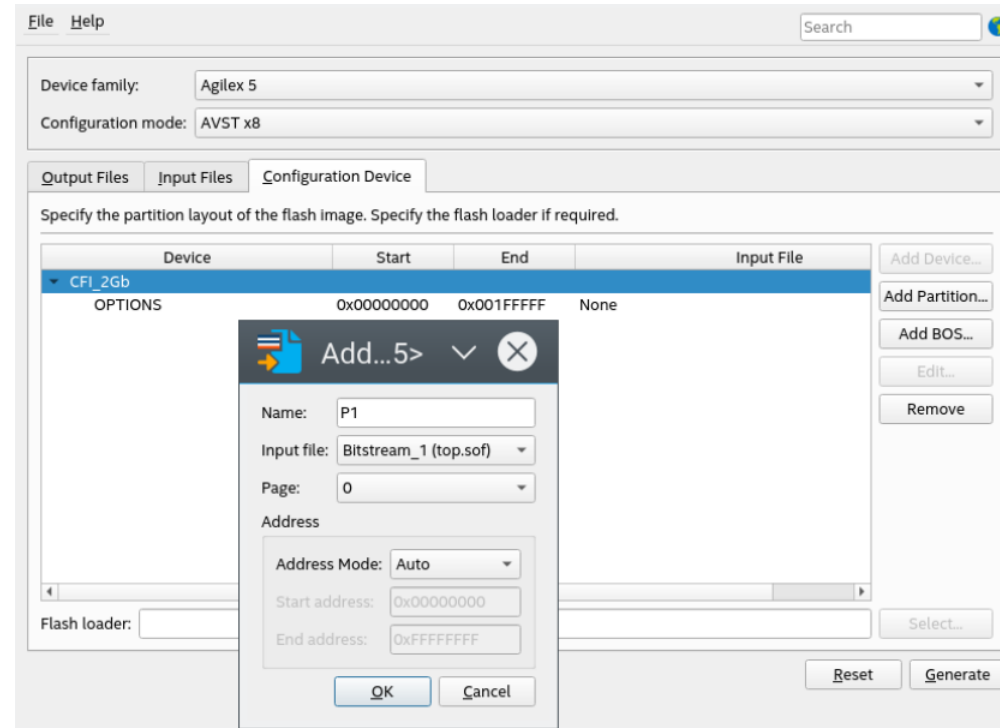 File Help
Search
Device family: Agilex 5
Configuration mode: AVST x8
Output Files Input Files Configuration Device
Specify the partition layout of the flash image. Specify the flash loader if required.
Device Start End Input File
CFI_2Gb
OPTIONS 0x00000000 0x001FFFFF None
Add Device...
Add Partition...
Add BOS...
Edit...
Remove
Add...5>
Name: P1
Input file: Bitstream_1 (top.sof)
Page: 0
Address
Address Mode: Auto
Start address: 0x00000000
End address: 0xFFFFFFFF
OK Cancel
Flash loader:
Select...
Reset Generate